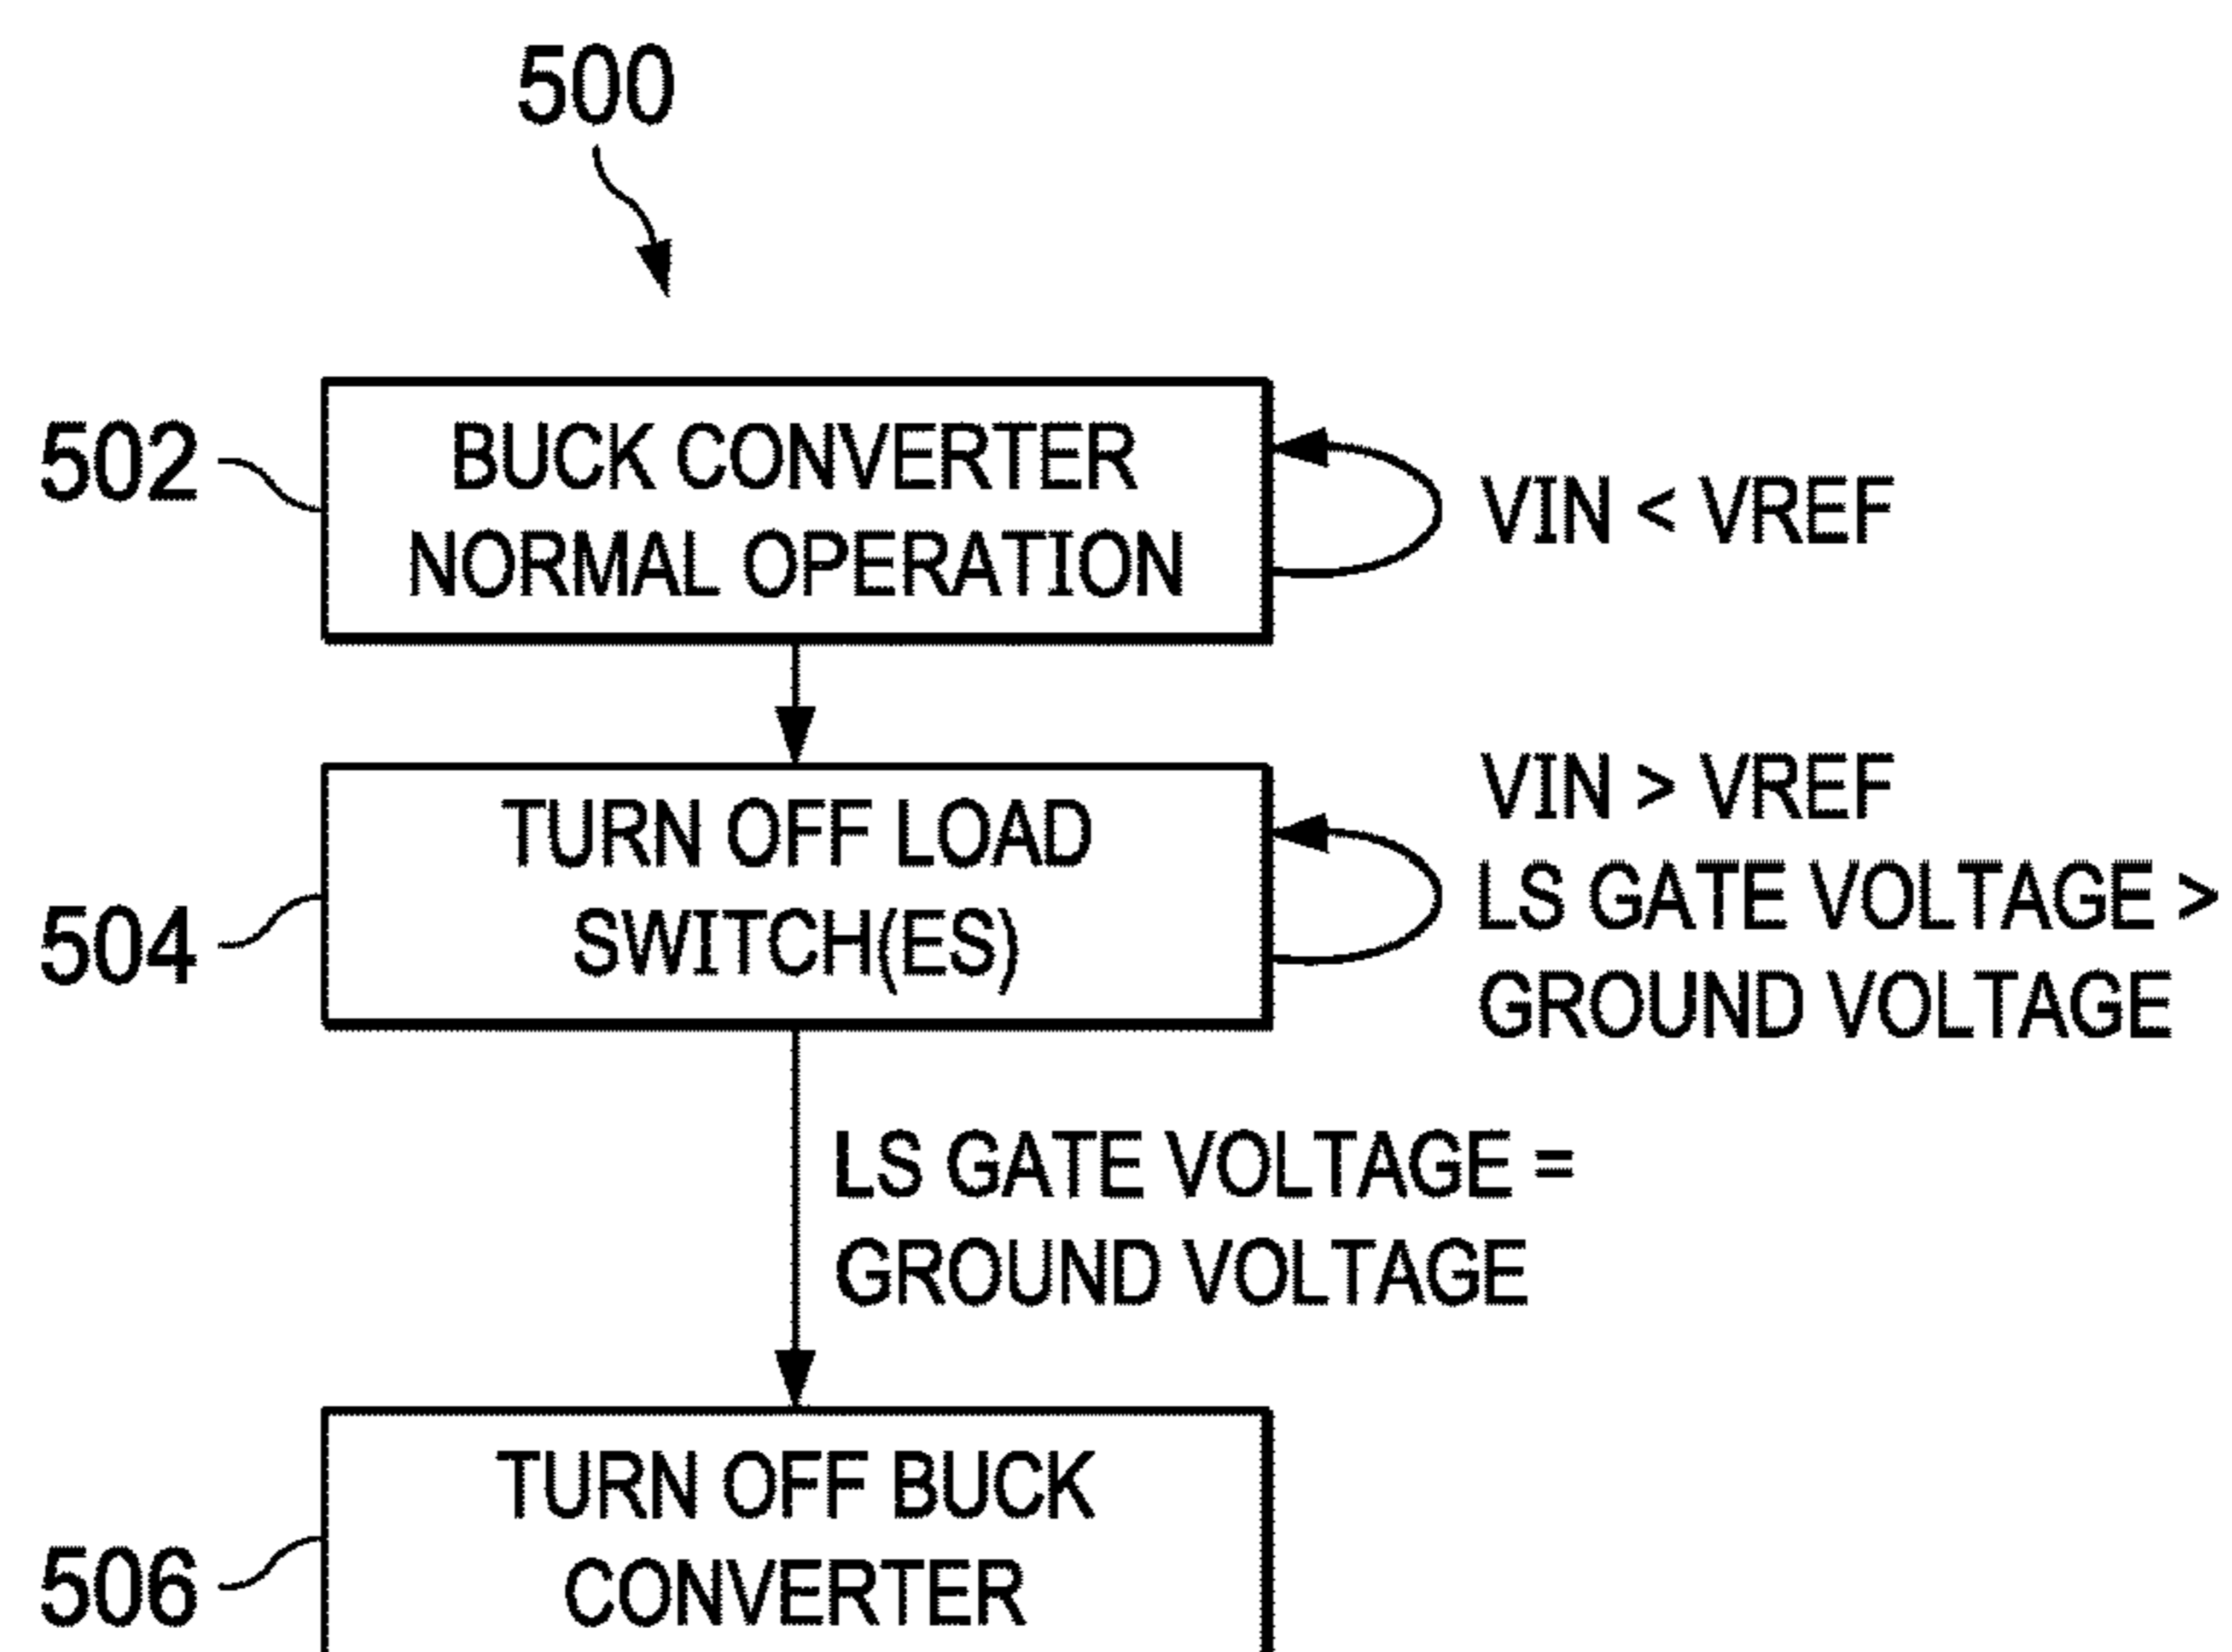 500
502
BUCK CONVERTER
NORMAL OPERATION
VIN < VREF
504
TURN OFF LOAD
SWITCH(ES)
VIN > VREF
LS GATE VOLTAGE >
GROUND VOLTAGE
LS GATE VOLTAGE =
GROUND VOLTAGE
506
TURN OFF BUCK
CONVERTER